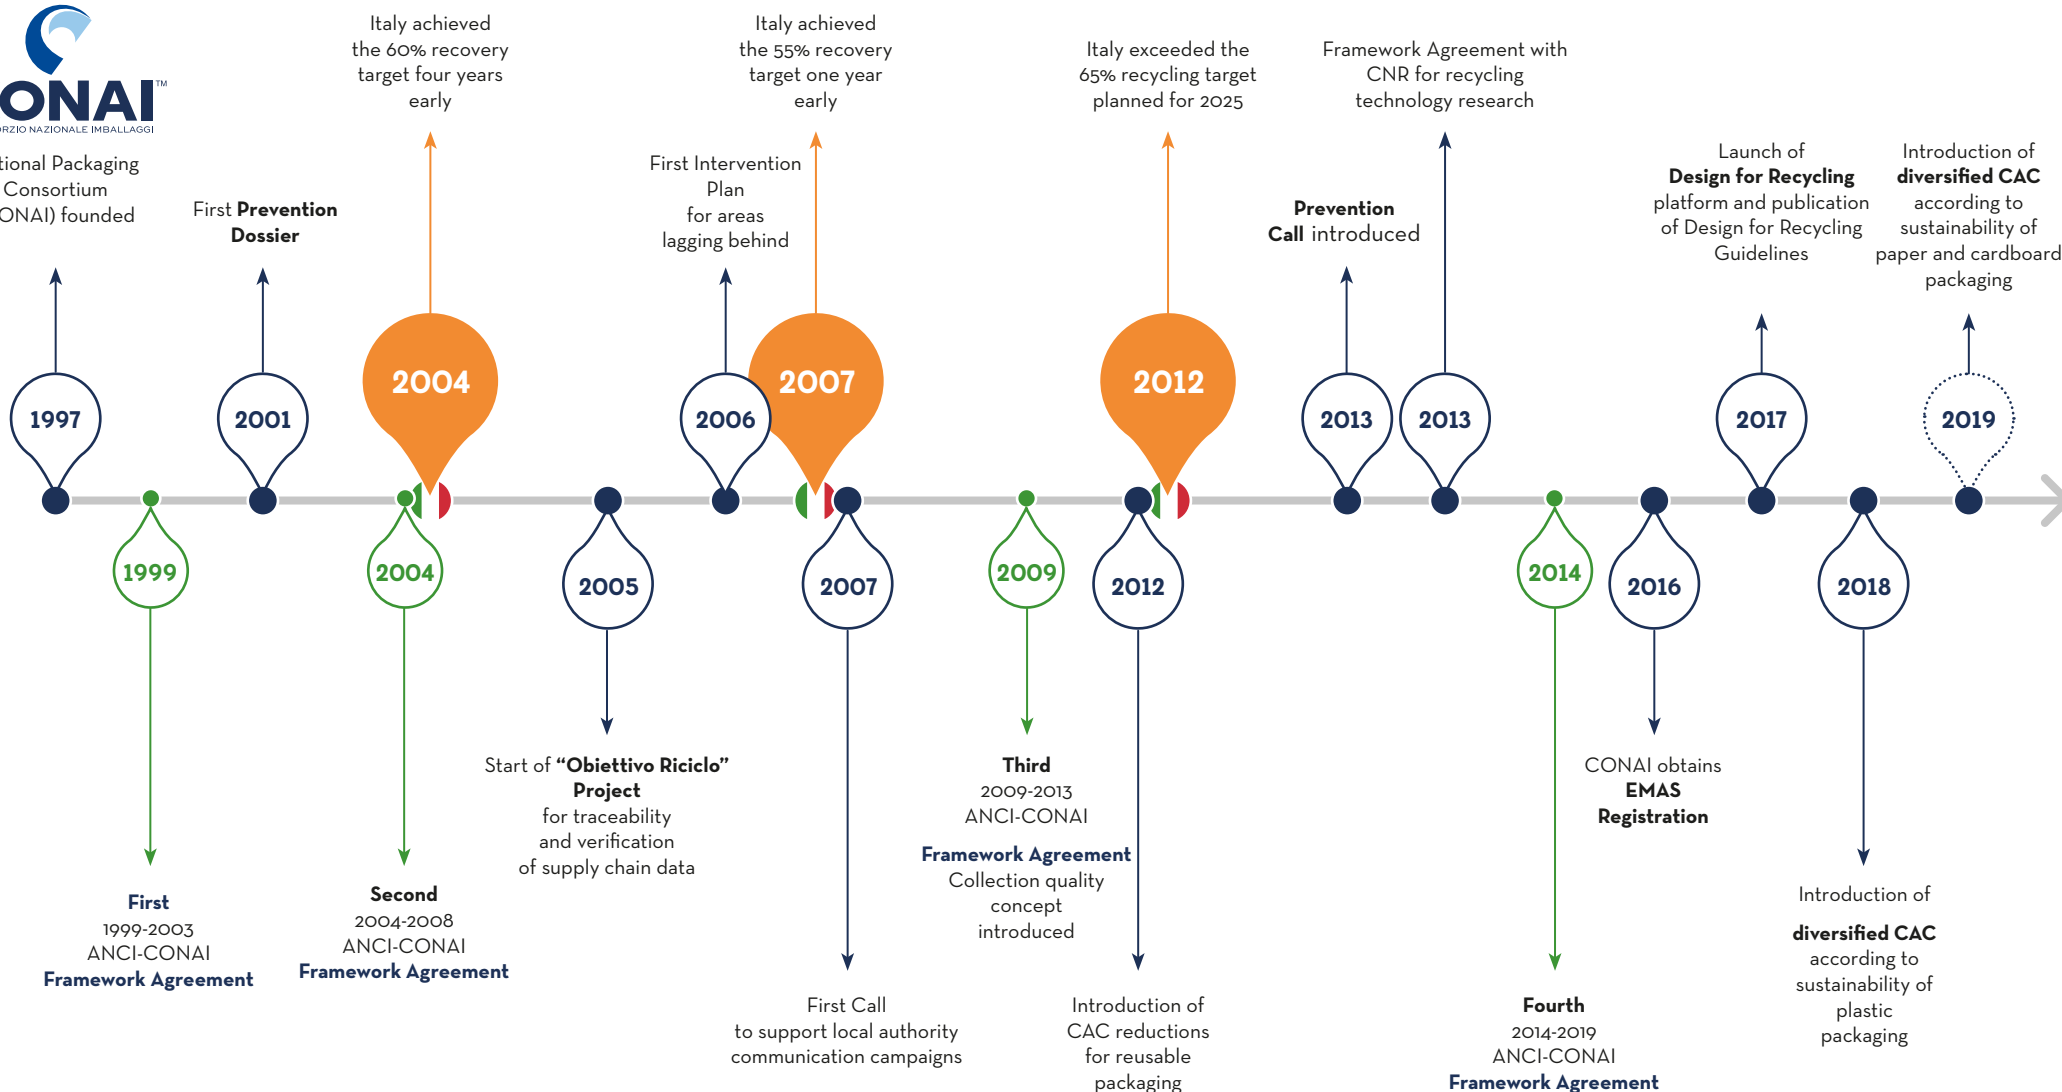 ONAI™
RZIO NAZIONALE IMBALLAGGI
tional Packaging
Consortium
ONAI) founded
1997
First
1999-2003
ANCI-CONAI
Framework Agreement
1999
First Prevention
Dossier
2001
Italy achieved
the 60% recovery
target four years
early
2004
2004
Second
2004-2008
ANCI-CONAI
Framework Agreement
2005
Start of “Obiettivo Riciclo”
Project
for traceability
and verification
of supply chain data
First Intervention
Plan
for areas
lagging behind
2006
Italy achieved
the 55% recovery
target one year
early
2007
2007
First Call
to support local authority
communication campaigns
2009
Third
2009-2013
ANCI-CONAI
Framework Agreement
Collection quality
concept
introduced
Italy exceeded the
65% recycling target
planned for 2025
2012
2012
Introduction of
CAC reductions
for reusable
packaging
Prevention
Call introduced
2013
Framework Agreement with
CNR for recycling
technology research
2013
2014
Fourth
2014-2019
ANCI-CONAI
Framework Agreement
2016
CONAI obtains
EMAS
Registration
Launch of
Design for Recycling
platform and publication
of Design for Recycling
Guidelines
2017
2018
Introduction of
diversified CAC
according to
sustainability of
plastic
packaging
Introduction of
diversified CAC
according to
sustainability of
paper and cardboard
packaging
2019